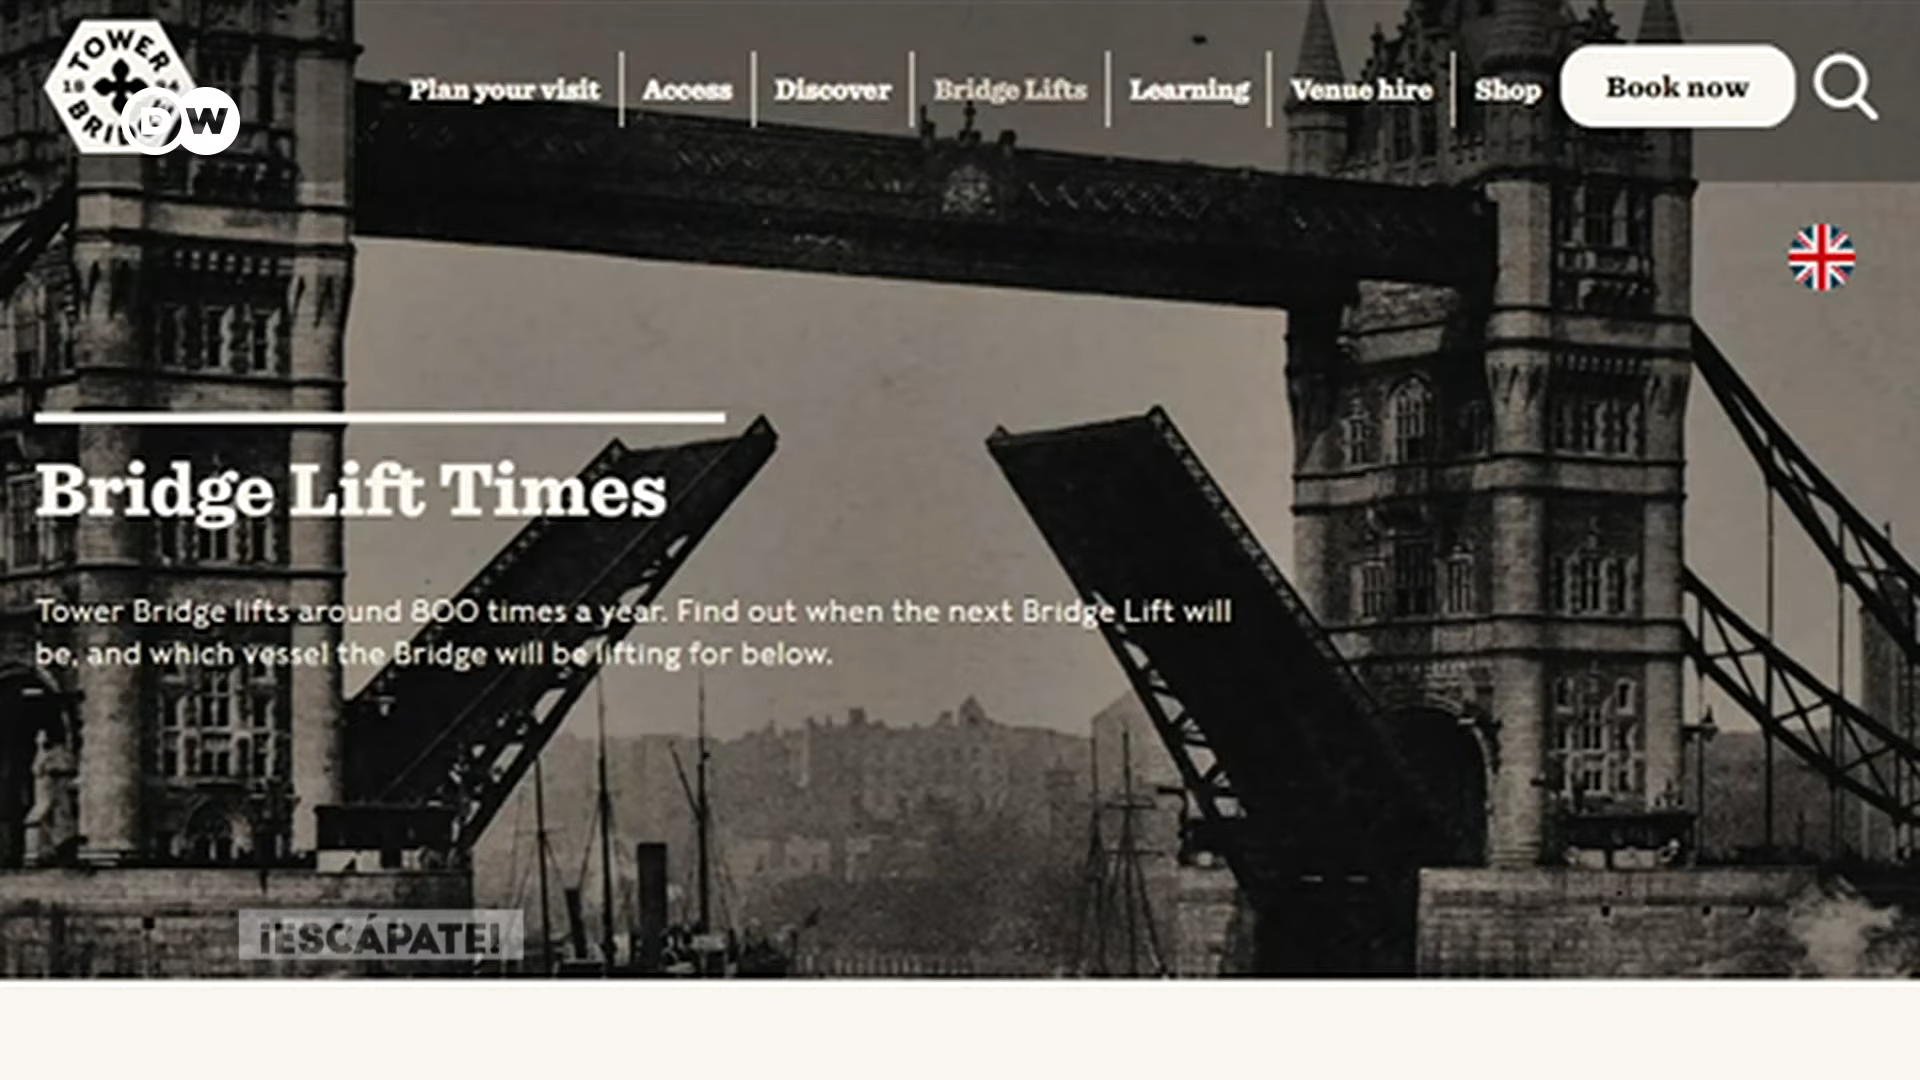 TOWER
18 94
BRIDGE
DW
Plan your visit
Access
Discover
Bridge Lifts
Learning
Venue hire
Shop
Book now
Bridge Lift Times
Tower Bridge lifts around 800 times a year. Find out when the next Bridge Lift will
be, and which vessel the Bridge will be lifting for below.
¡ESCÁPATE!